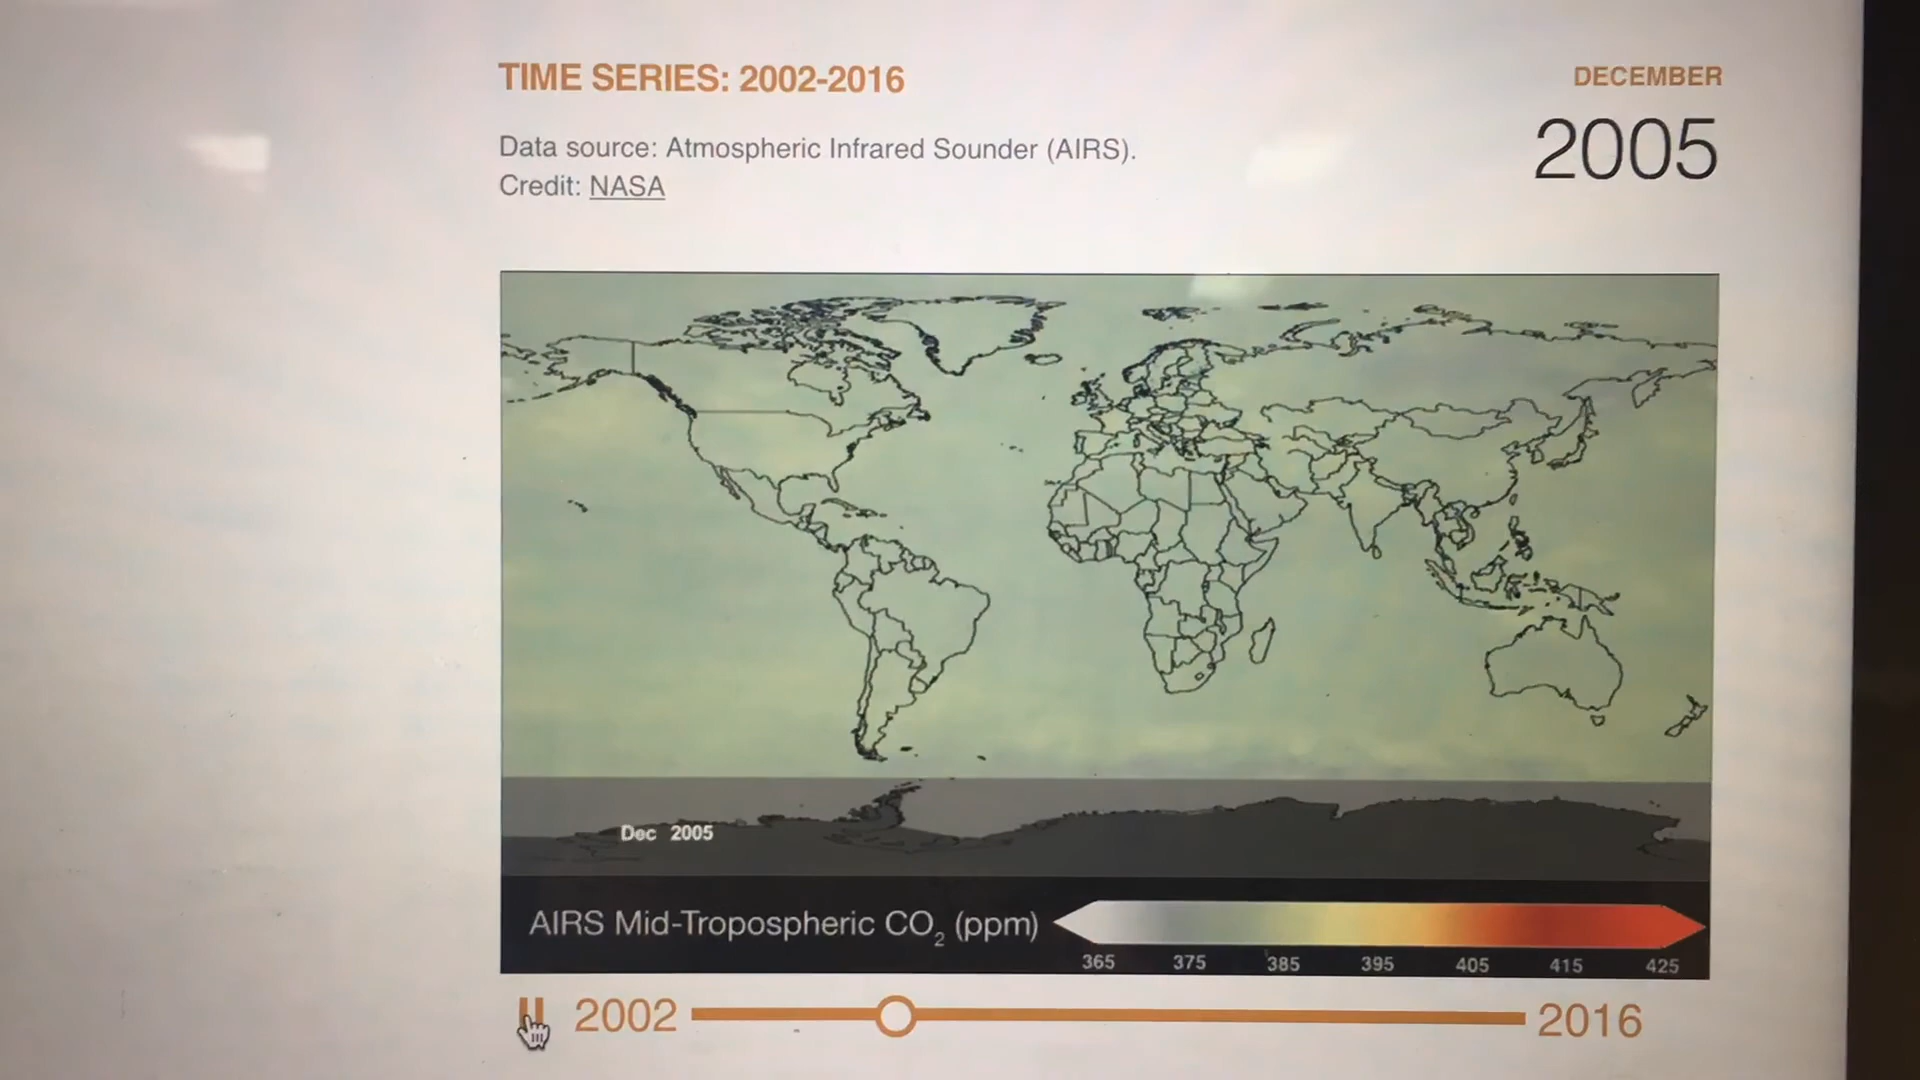 TIME SERIES: 2002-2016
DECEMBER
2005
Data source: Atmospheric Infrared Sounder (AIRS).
Credit: NASA
Dec 2005
AIRS Mid-Tropospheric CO₂ (ppm)
365 375 385 395 405 415 425
2002
2016